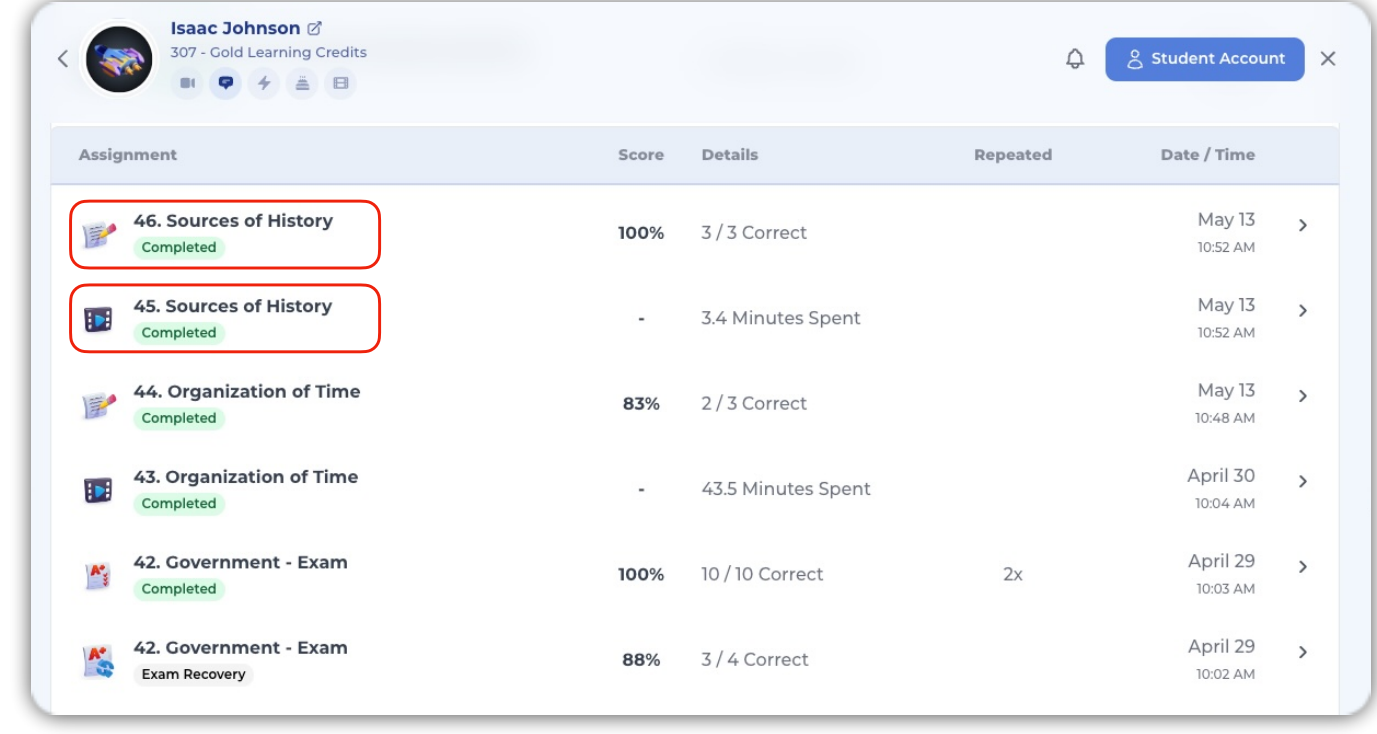 Isaac Johnson
307 - Gold Learning Credits
Student Account
Assignment Score Details Repeated Date / Time
46. Sources of History
Completed
100% 3 / 3 Correct
May 13
10:52 AM
45. Sources of History
Completed
- 3.4 Minutes Spent
May 13
10:52 AM
44. Organization of Time
Completed
83% 2 / 3 Correct
May 13
10:48 AM
43. Organization of Time
Completed
- 43.5 Minutes Spent
April 30
10:04 AM
42. Government - Exam
Completed
100% 10 / 10 Correct 2x
April 29
10:03 AM
42. Government - Exam
Exam Recovery
88% 3 / 4 Correct
April 29
10:02 AM